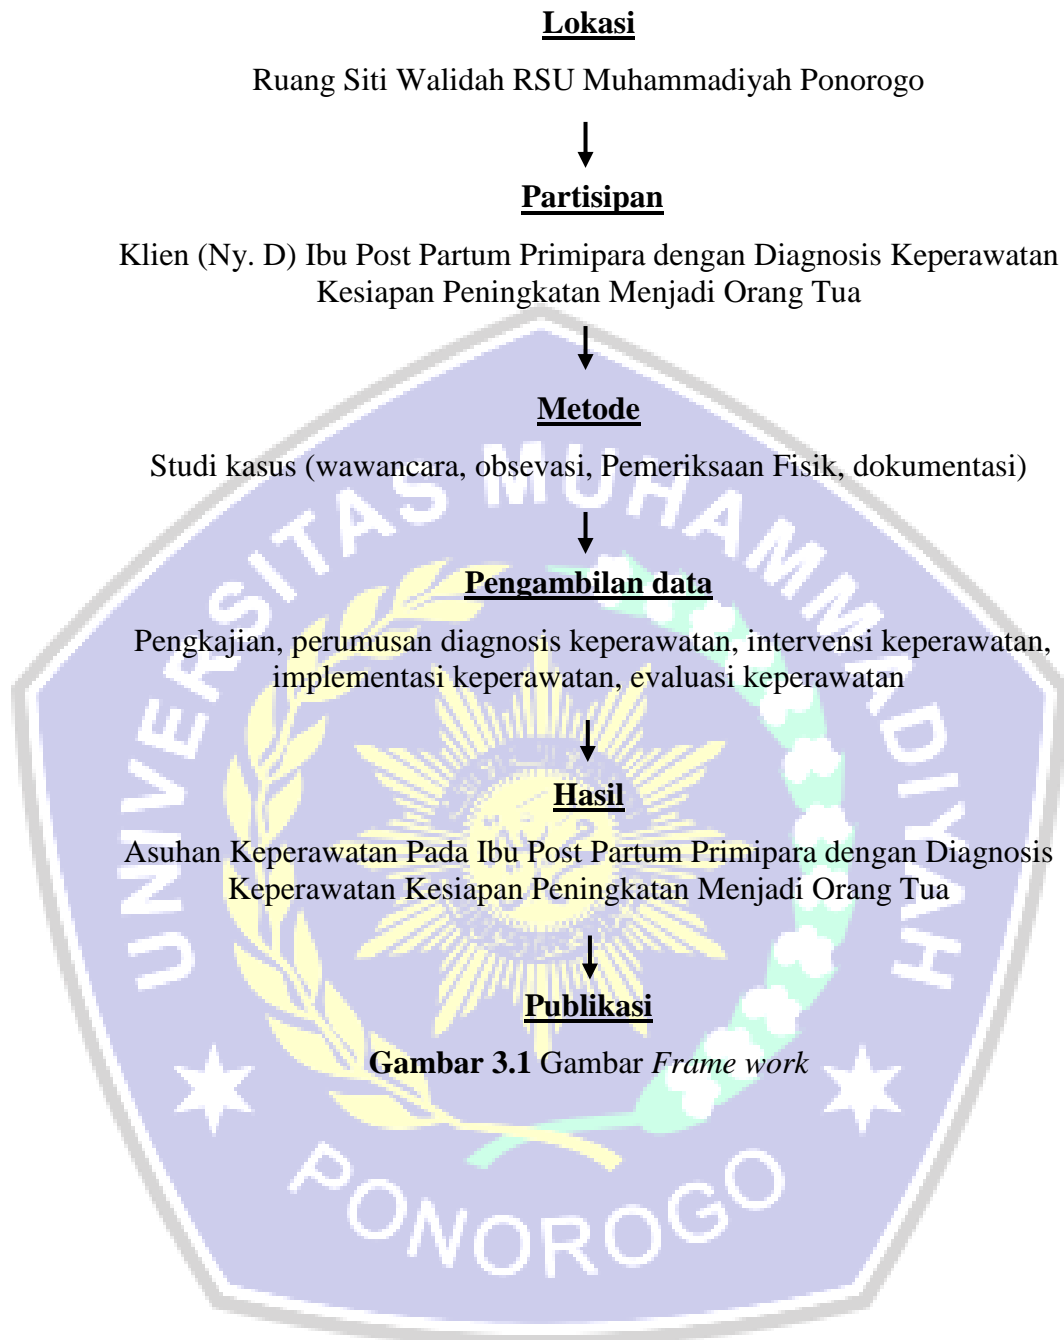 Lokasi
Ruang Siti Walidah RSU Muhammadiyah Ponorogo
Partisipan
Klien (Ny. D) Ibu Post Partum Primipara dengan Diagnosis Keperawatan
Kesiapan Peningkatan Menjadi Orang Tua
Metode
Studi kasus (wawancara, obsevasi, Pemeriksaan Fisik, dokumentasi)
Pengambilan data
Pengkajian, perumusan diagnosis keperawatan, intervensi keperawatan,
implementasi keperawatan, evaluasi keperawatan
Hasil
Asuhan Keperawatan Pada Ibu Post Partum Primipara dengan Diagnosis
Keperawatan Kesiapan Peningkatan Menjadi Orang Tua
Publikasi
Gambar 3.1 Gambar Frame work
UNIVERSITAS MUHAMMADIYAH
PONOROGO